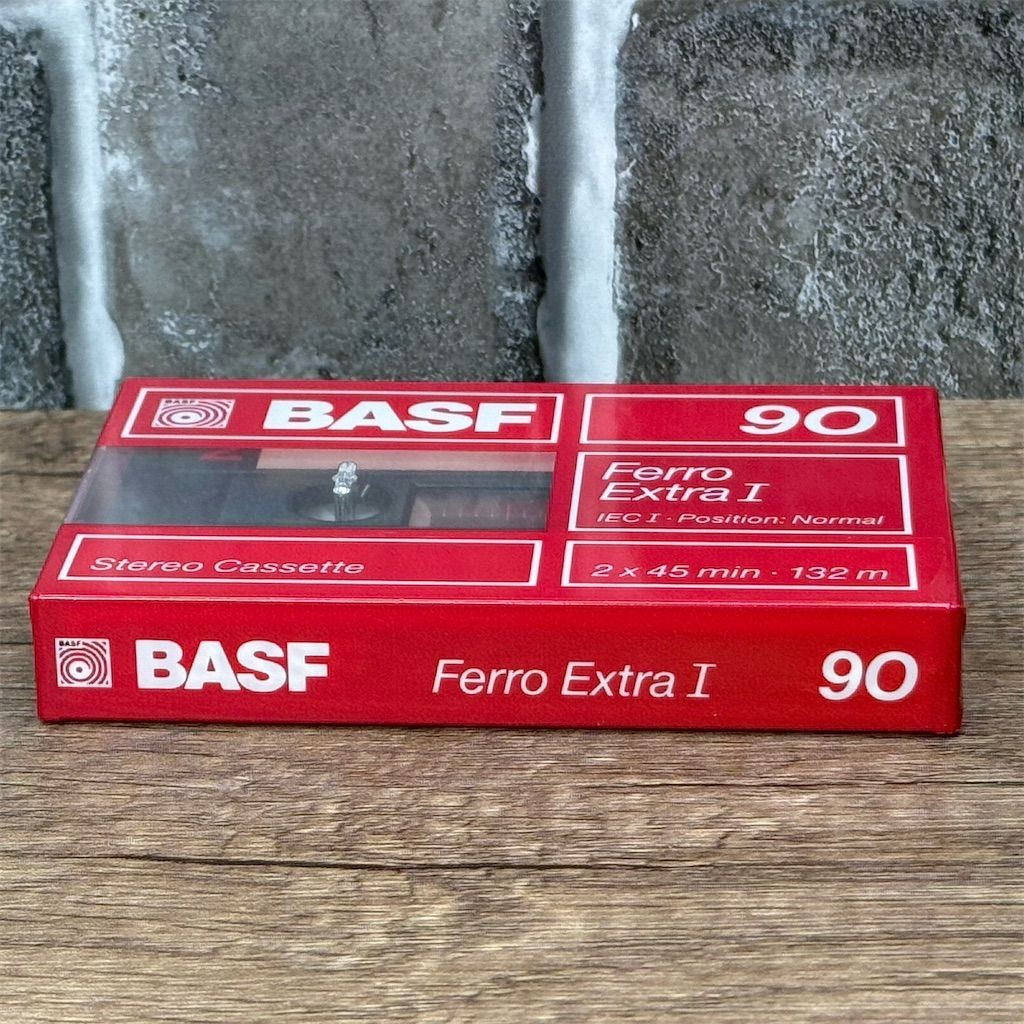 BASF
BASF
90
Ferro
Extra I
IEC I · Position: Normal
Stereo Cassette
2 x 45 min · 132 m
BASF
BASF
Ferro Extra I
90